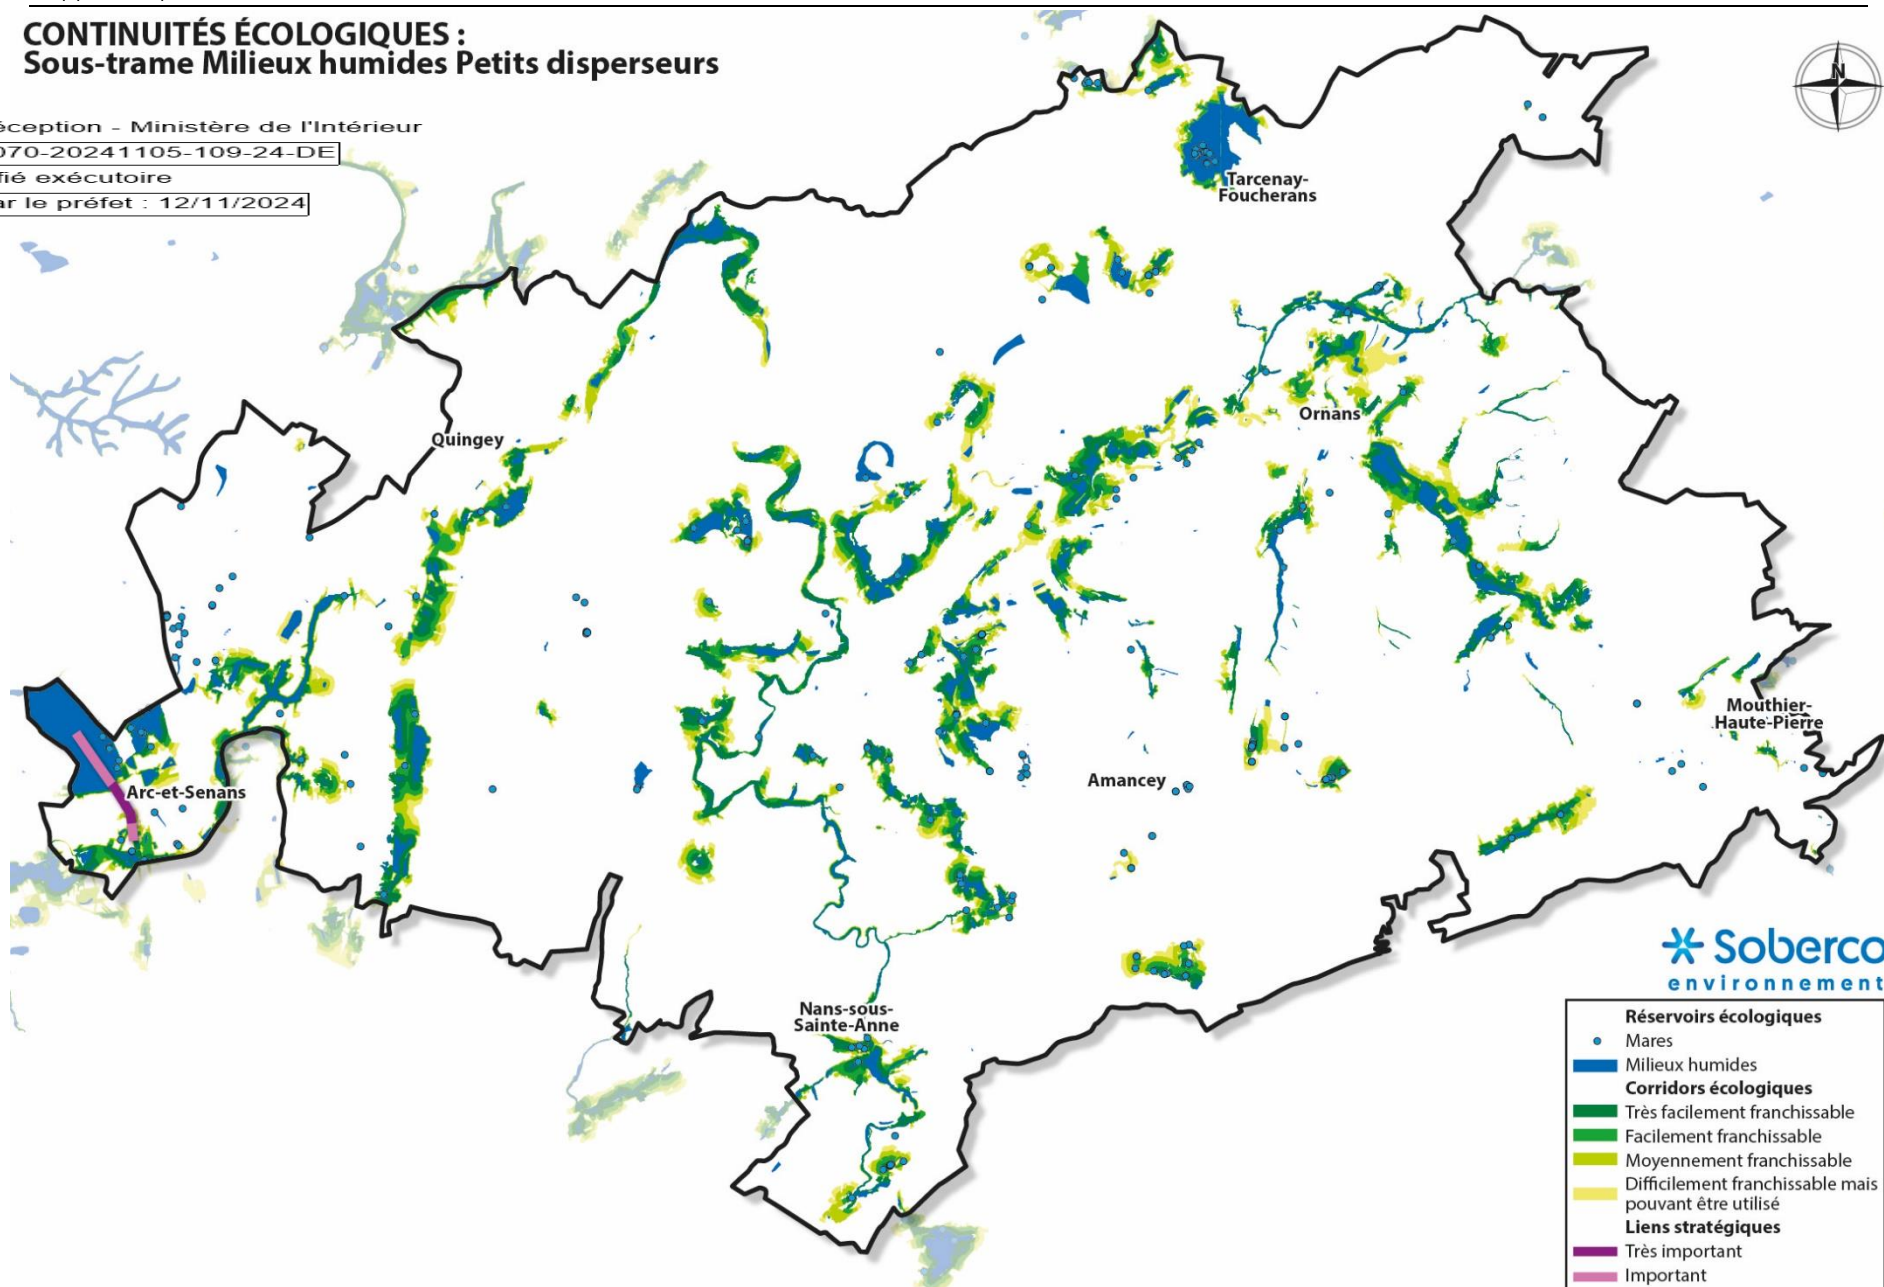 CONTINUITÉS ÉCOLOGIQUES :
Sous-trame Milieux humides Petits disperseurs
éception - Ministère de l'Intérieur
070-20241105-109-24-DE
fié exécutoire
ar le préfet : 12/11/2024
N
Tarcenay-
Foucherans
Quingey
Ornans
Mouthier-
Haute-Pierre
Arc-et-Senans
Amancey
Nans-sous-
Sainte-Anne
Soberco
environnement
Réservoirs écologiques
Mares
Milieux humides
Corridors écologiques
Très facilement franchissable
Facilement franchissable
Moyennement franchissable
Difficilement franchissable mais
pouvant être utilisé
Liens stratégiques
Très important
Important